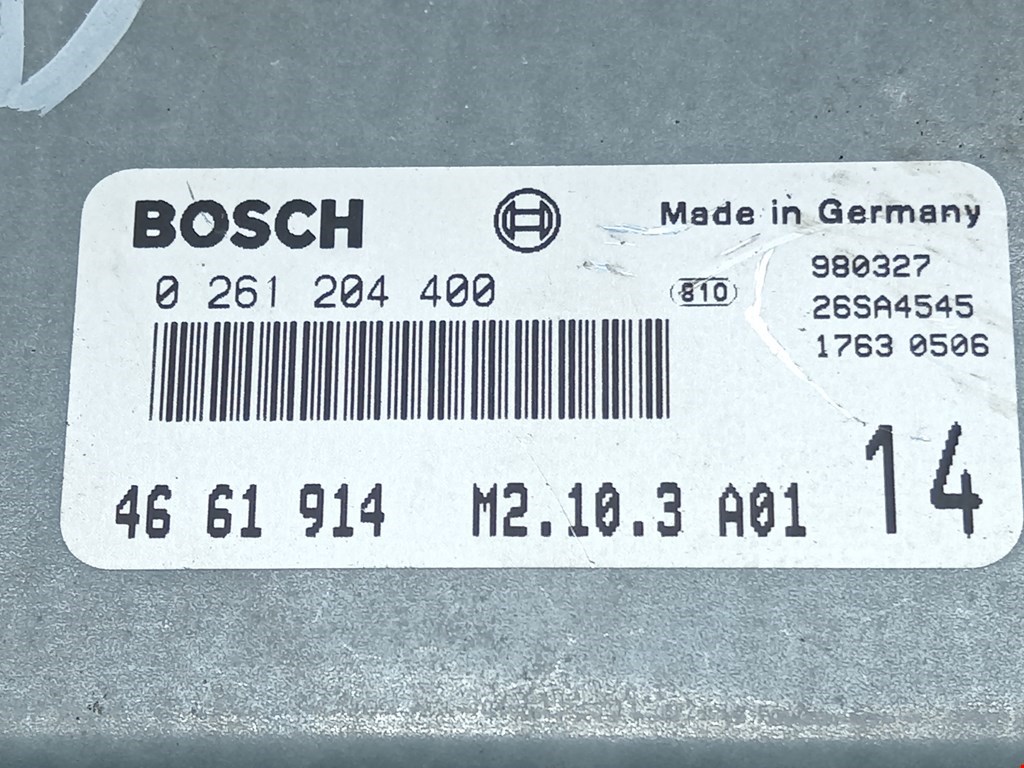 BOSCH Made in Germany
0 261 204 400 810 980327
26SA4545
1763 0506
46 61 914 M2.10.3 A01 14